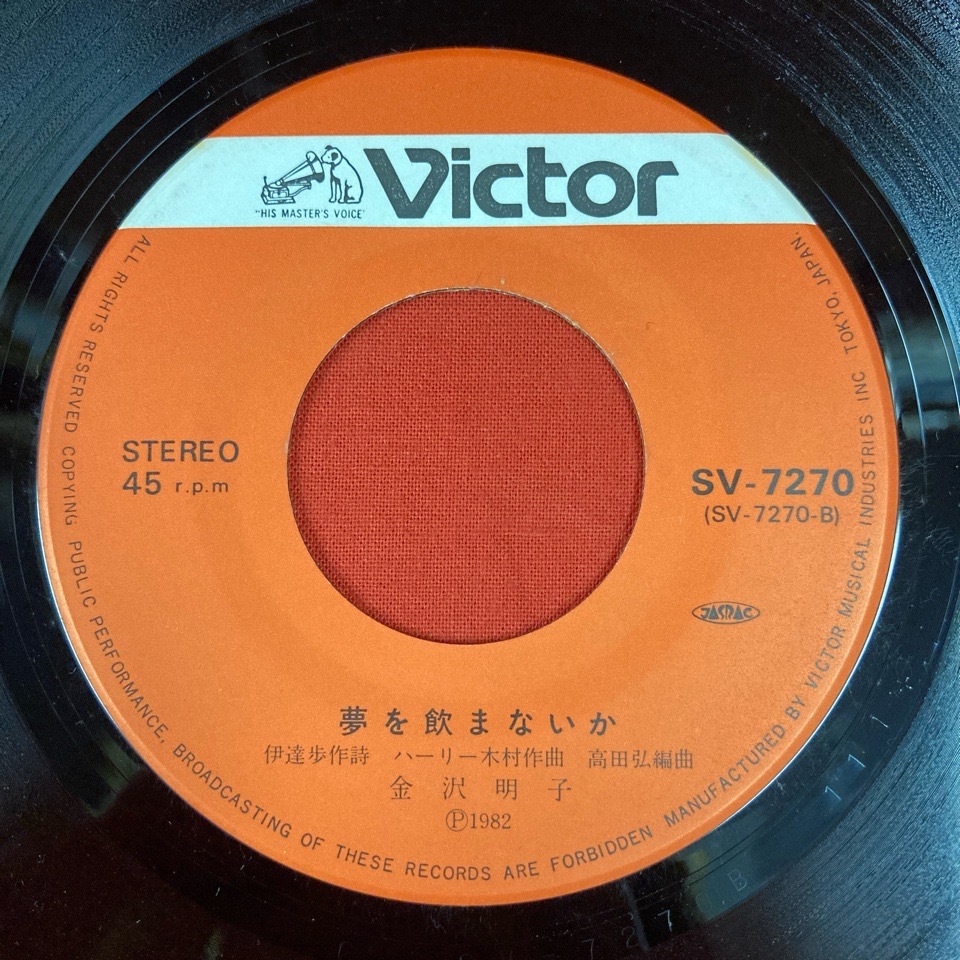 Victor
"HIS MASTER'S VOICE"
STEREO
45 r.p.m
SV-7270
(SV-7270-B)
JASRAC
夢を飲まないか
伊達歩作詩 ハーリー木村作曲 高田弘編曲
金沢明子
Ⓟ1982
ALL RIGHTS RESERVED COPYING PUBLIC PERFORMANCE, BROADCASTING OF THESE RECORDS ARE FORBIDDEN MANUFACTURED BY VICTOR MUSICAL INDUSTRIES INC TOKYO, JAPAN.